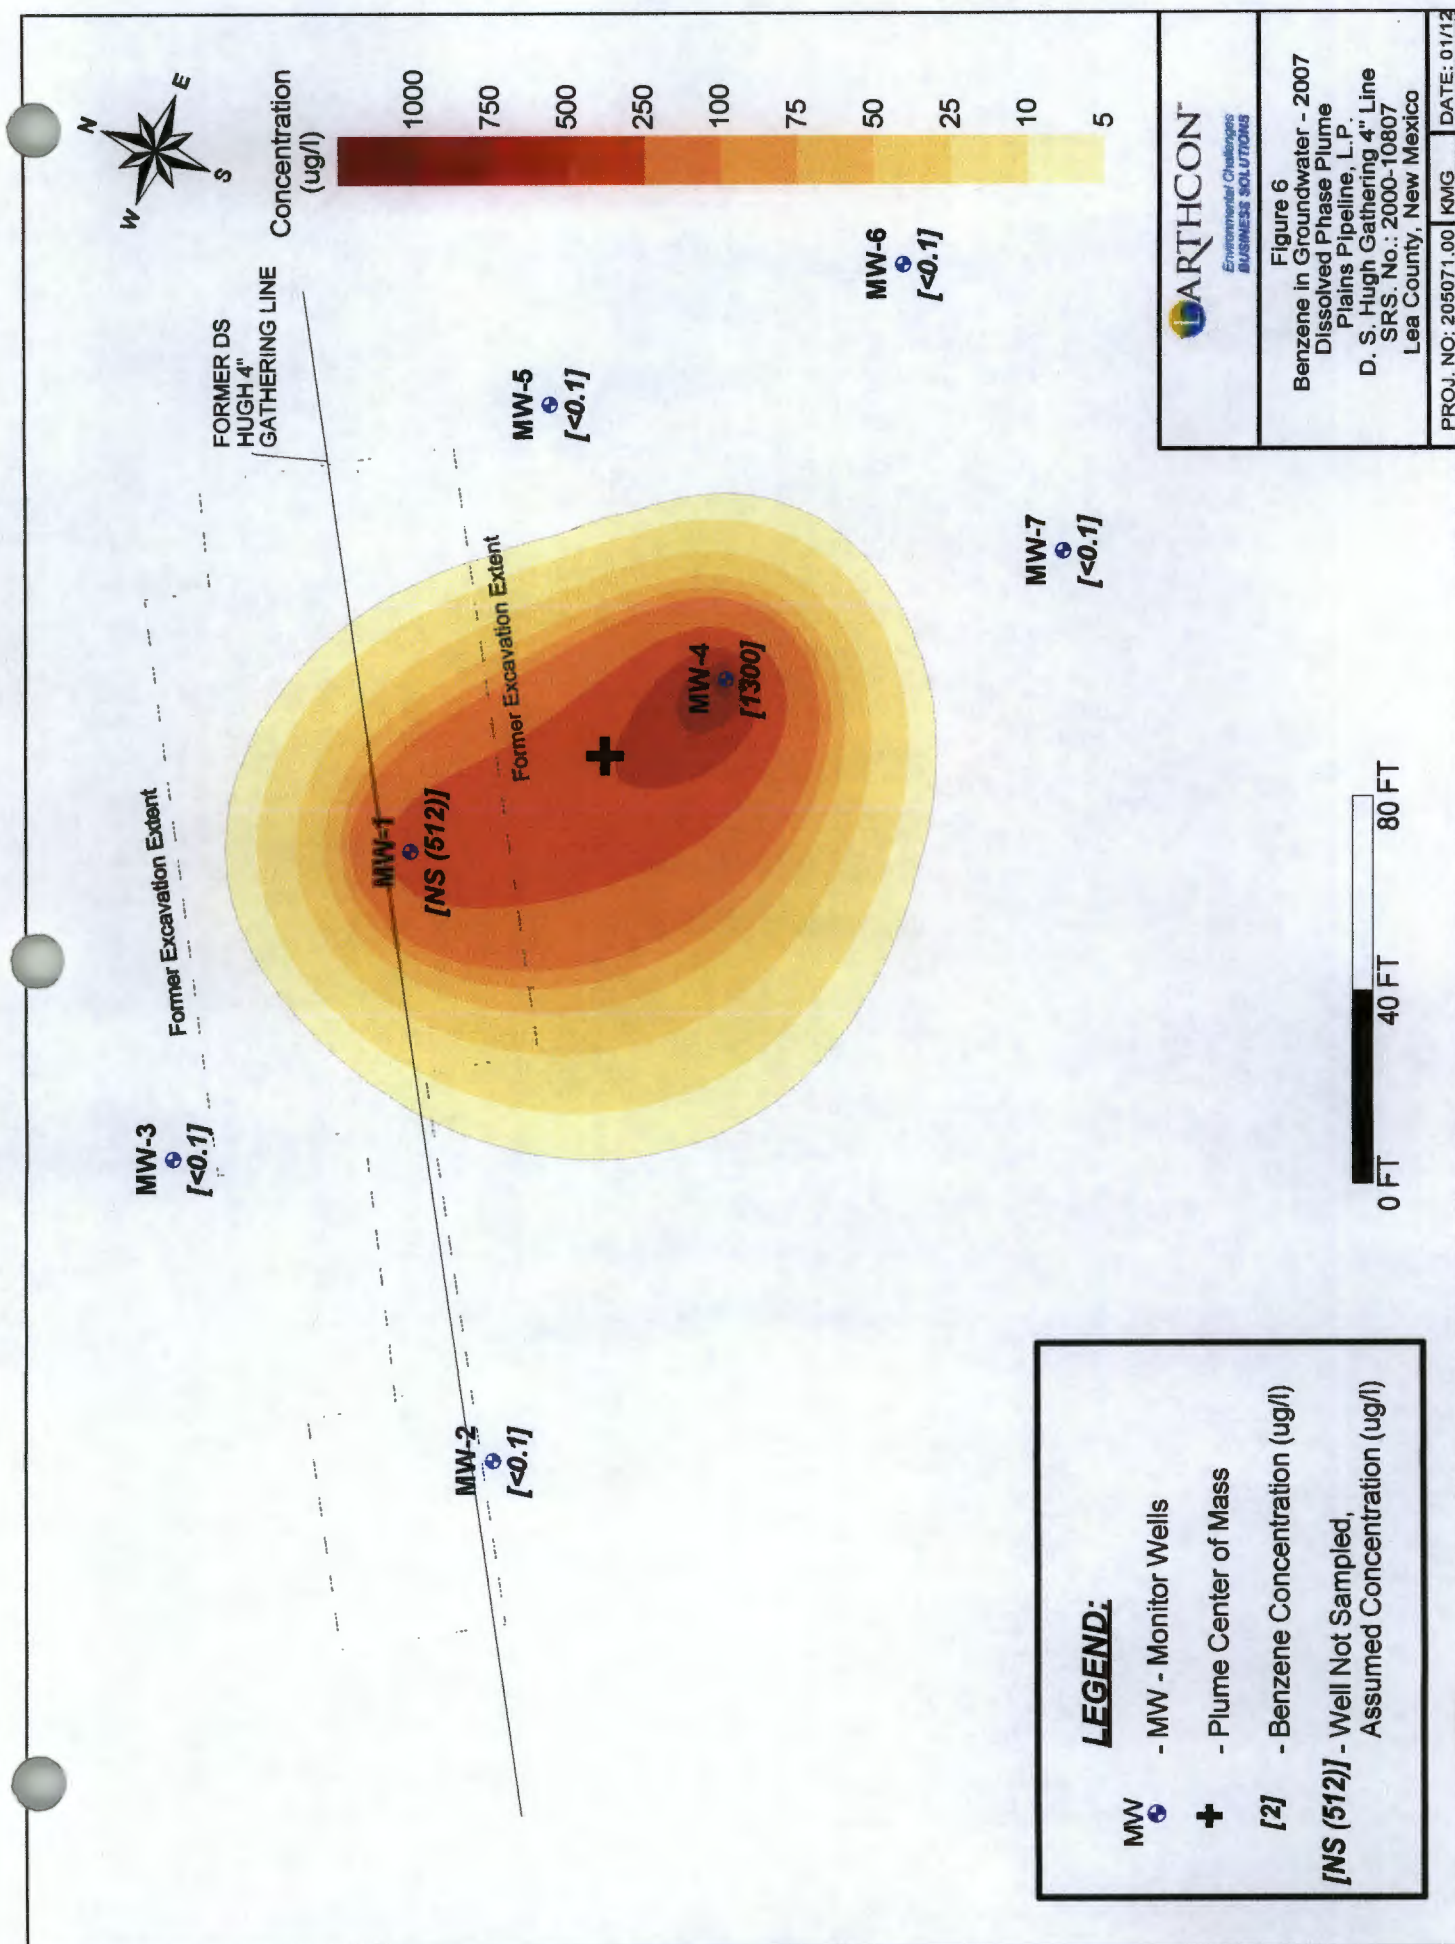 N
W
E
S
Concentration
(ug/l)
1000
750
500
250
100
75
50
25
10
5
FORMER DS
HUGH 4"
GATHERING LINE
Former Excavation Extent
Former Excavation Extent
MW-3
[<0.1]
MW-1
[NS (512)]
MW-2
[<0.1]
MW-4
[1300]
MW-5
[<0.1]
MW-6
[<0.1]
MW-7
[<0.1]
LEGEND:
MW - MW - Monitor Wells
- Plume Center of Mass
[2] - Benzene Concentration (ug/l)
[NS (512)] - Well Not Sampled,
Assumed Concentration (ug/l)
0 FT 40 FT 80 FT
EARTHCON™
Environmental Challenges
BUSINESS SOLUTIONS
Figure 6
Benzene in Groundwater - 2007
Dissolved Phase Plume
Plains Pipeline, L.P.
D. S. Hugh Gathering 4" Line
SRS. No.: 2000-10807
Lea County, New Mexico
PROJ. NO: 205071.00 KMG DATE: 01/12